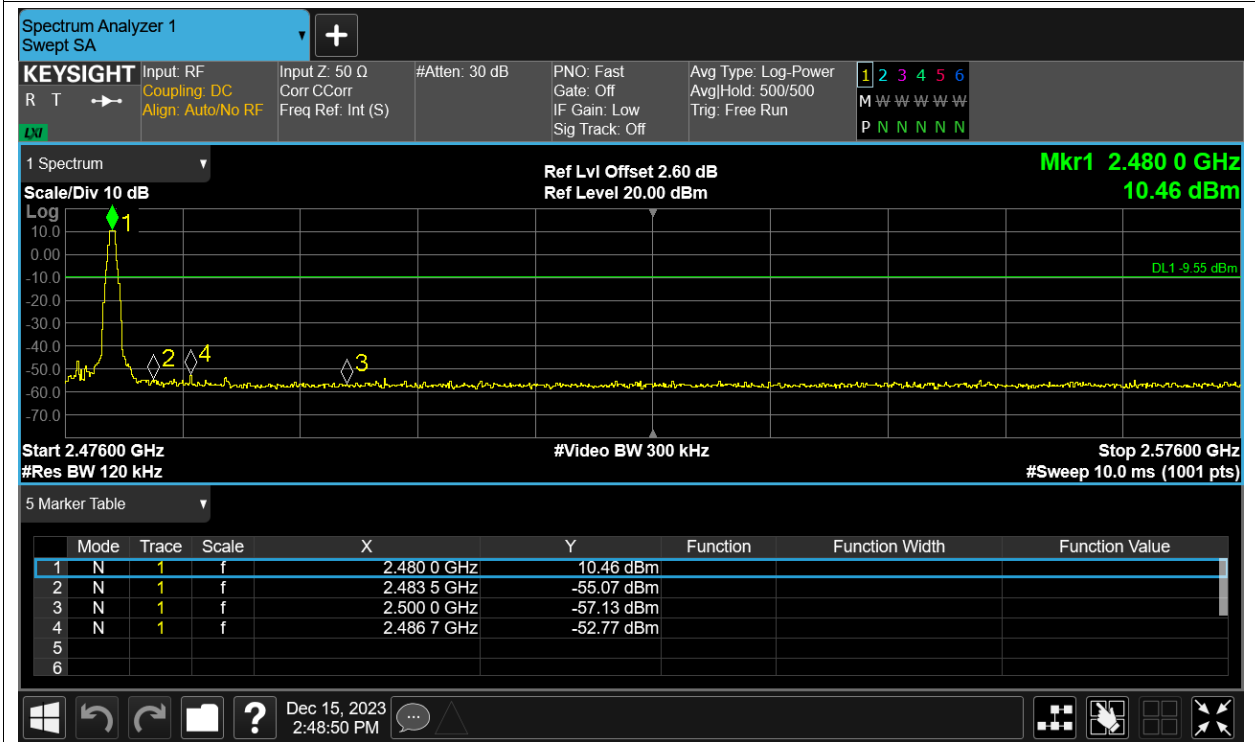 Spectrum Analyzer 1
Swept SA
+
KEYSIGHT Input: RF Input Z: 50 Ω #Atten: 30 dB PNO: Fast Avg Type: Log-Power 1 2 3 4 5 6
R T Coupling: DC Corr CCorr Gate: Off Avg|Hold: 500/500 M W W W W W
Align: Auto/No RF Freq Ref: Int (S) IF Gain: Low Trig: Free Run
LXI Sig Track: Off P N N N N N
1 Spectrum Ref Lvl Offset 2.60 dB Mkr1 2.480 0 GHz
Scale/Div 10 dB Ref Level 20.00 dBm 10.46 dBm
Log
1
10.0
0.00
DL1 -9.55 dBm
-10.0
-20.0
-30.0
-40.0
2 4 3
-50.0
-60.0
-70.0
Start 2.47600 GHz #Video BW 300 kHz Stop 2.57600 GHz
#Res BW 120 kHz #Sweep 10.0 ms (1001 pts)
5 Marker Table
Mode Trace Scale X Y Function Function Width Function Value
1 N 1 f 2.480 0 GHz 10.46 dBm
2 N 1 f 2.483 5 GHz -55.07 dBm
3 N 1 f 2.500 0 GHz -57.13 dBm
4 N 1 f 2.486 7 GHz -52.77 dBm
5
6
? Dec 15, 2023
2:48:50 PM